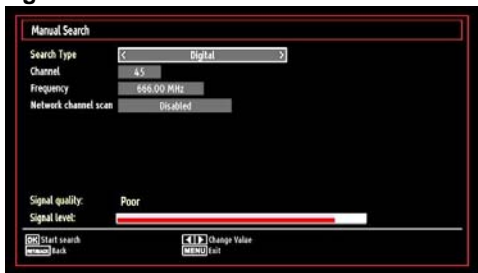 Manual Search
Search Type < Digital >
Channel 45
Frequency 666.00 MHz
Network channel scan Disabled
Signal quality: Poor
Signal level:
OK Start search ◄ ► Change Value
Back MENU Exit